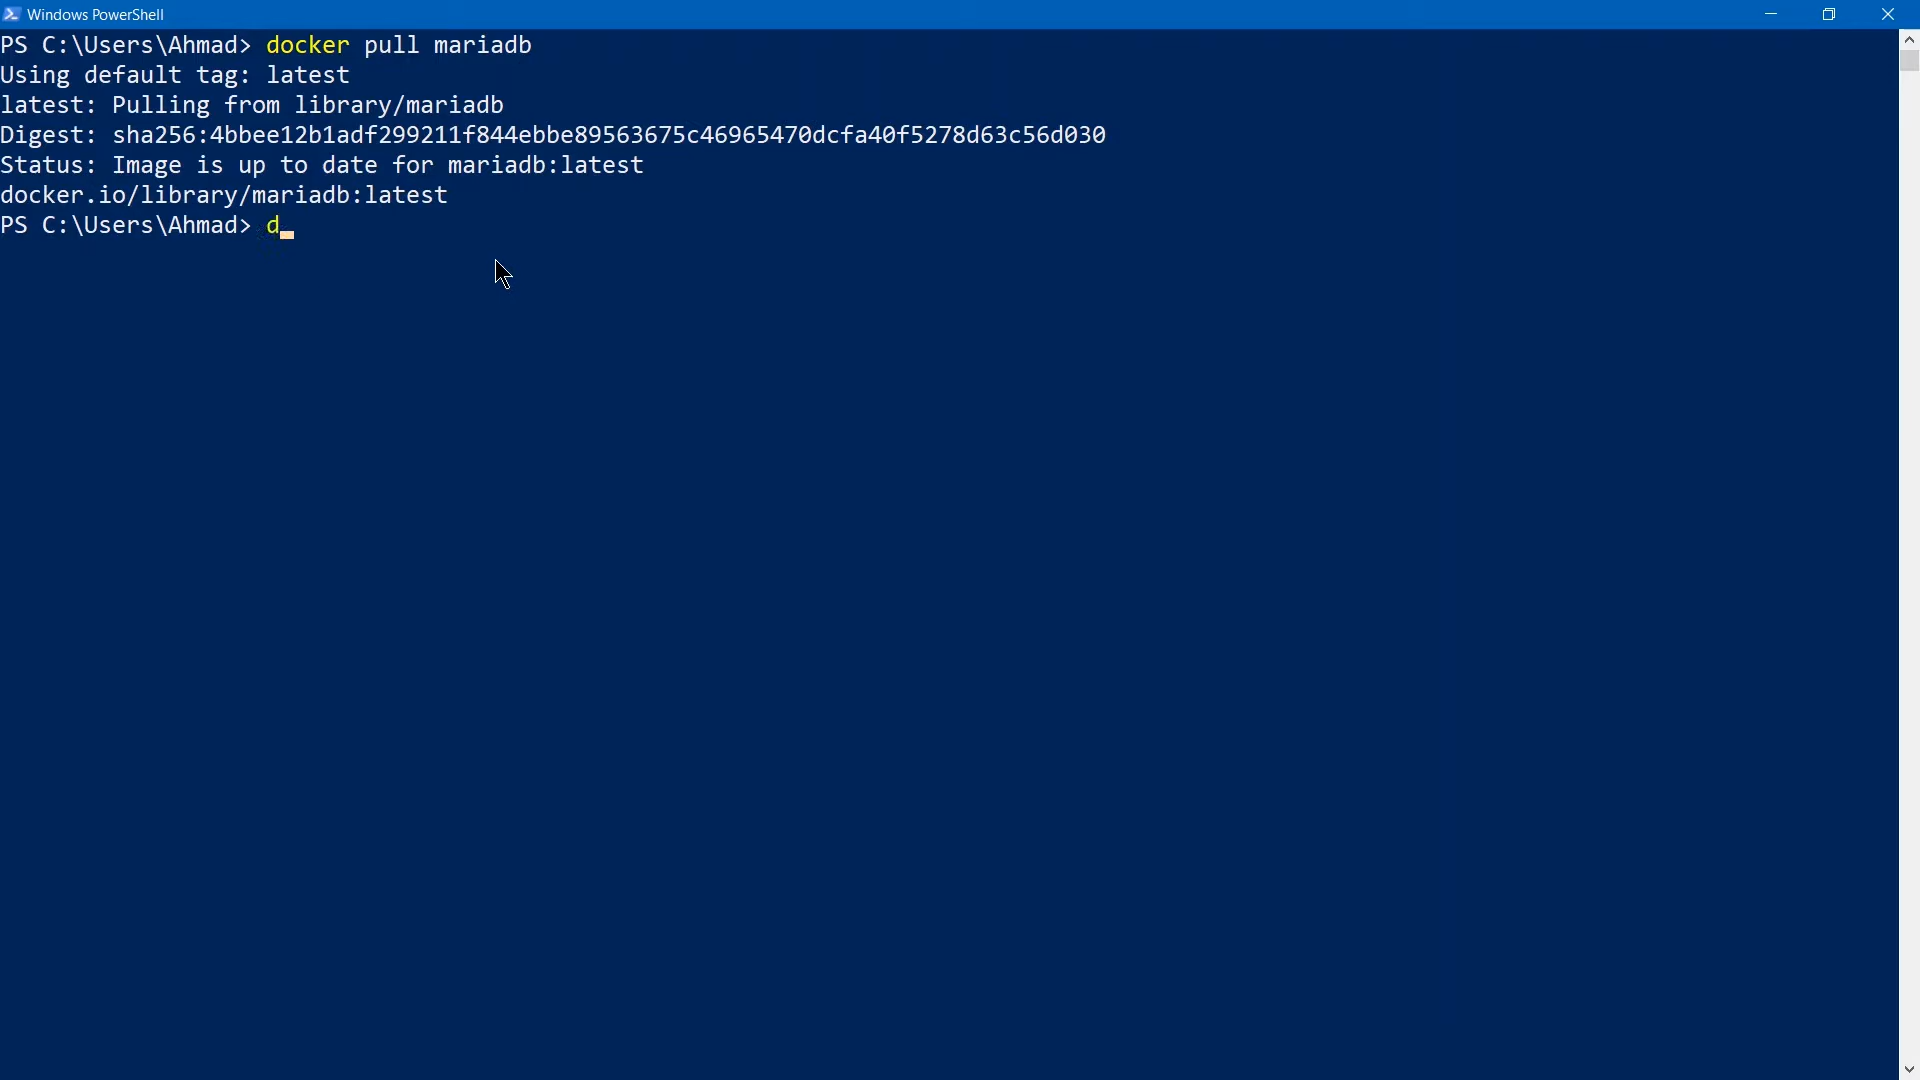 Windows PowerShell
PS C:\Users\Ahmad> docker pull mariadb
Using default tag: latest
latest: Pulling from library/mariadb
Digest: sha256:4bbee12b1adf299211f844ebbe89563675c46965470dcfa40f5278d63c56d030
Status: Image is up to date for mariadb:latest
docker.io/library/mariadb:latest
PS C:\Users\Ahmad> d_